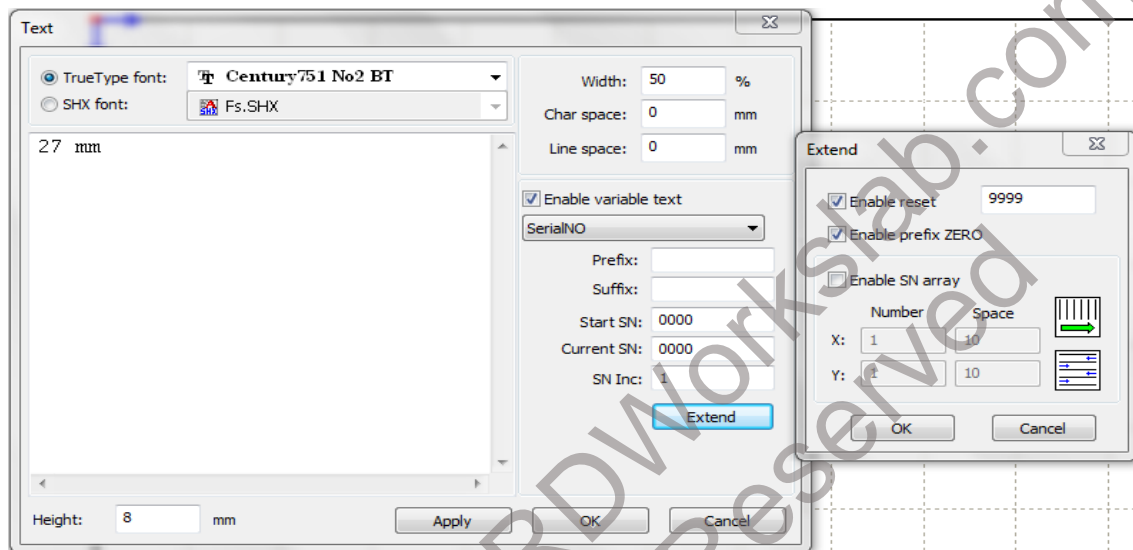 Text
TrueType font: Century751 No2 BT
SHX font: Fs.SHX
27 mm
Height: 8 mm
Apply
OK
Cancel
Width: 50 %
Char space: 0 mm
Line space: 0 mm
Enable variable text
SerialNO
Prefix:
Suffix:
Start SN: 0000
Current SN: 0000
SN Inc: 1
Extend
Extend
Enable reset 9999
Enable prefix ZERO
Enable SN array
Number Space
X: 1 10
Y: 1 10
OK
Cancel
RDWorkslab.com
Reserved